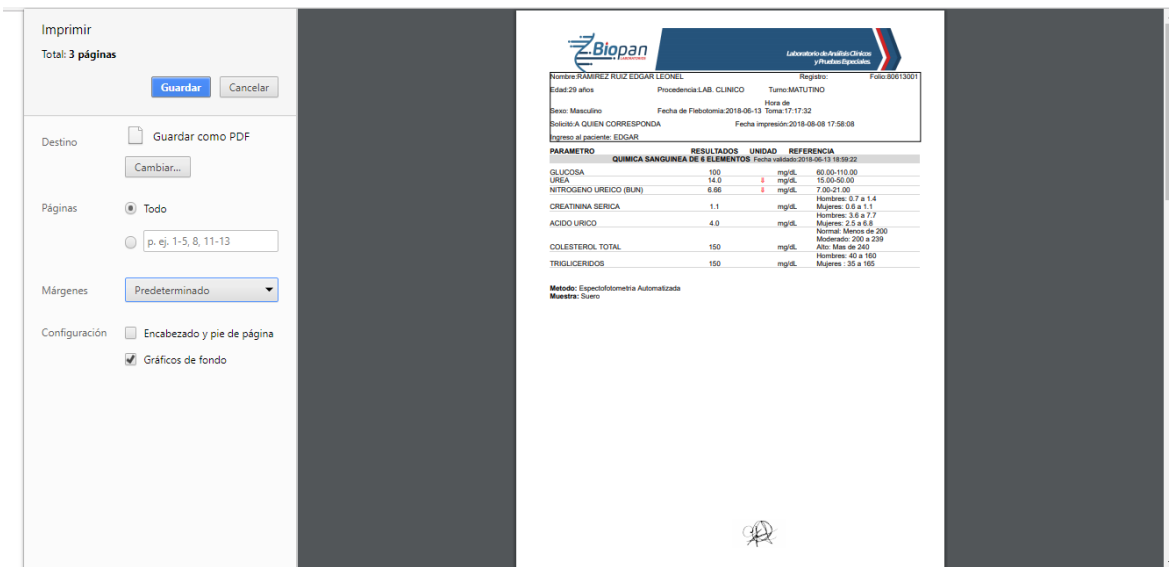 Imprimir
Total: 3 páginas
Guardar
Cancelar
Destino
Guardar como PDF
Cambiar...
Páginas
Todo
p. ej. 1-5, 8, 11-13
Márgenes
Predeterminado
Configuración
Encabezado y pie de página
Gráficos de fondo
Biopan
LABORATORIOS
Laboratorio de Análisis Clínicos
y Pruebas Especiales.
Nombre:RAMIREZ RUIZ EDGAR LEONEL Registro: Folio:80613001
Edad:29 años Procedencia:LAB. CLINICO Turno:MATUTINO
Sexo: Masculino Fecha de Flebotomia:2018-06-13 Hora de Toma:17:17:32
Solicitó:A QUIEN CORRESPONDA Fecha impresión:2018-08-08 17:58:08
Ingreso al paciente: EDGAR
PARAMETRO RESULTADOS UNIDAD REFERENCIA
QUIMICA SANGUINEA DE 6 ELEMENTOS Fecha validado:2018-06-13 18:59:22
GLUCOSA 100 mg/dL 60.00-110.00
UREA 14.0 ⇩ mg/dL 15.00-50.00
NITROGENO UREICO (BUN) 6.66 ⇩ mg/dL 7.00-21.00
Hombres: 0.7 a 1.4
CREATININA SERICA 1.1 mg/dL Mujeres: 0.6 a 1.1
Hombres: 3.6 a 7.7
ACIDO URICO 4.0 mg/dL Mujeres: 2.5 a 6.8
Normal: Menos de 200
Moderado: 200 a 239
COLESTEROL TOTAL 150 mg/dL Alto: Mas de 240
Hombres: 40 a 160
TRIGLICERIDOS 150 mg/dL Mujeres : 35 a 165
Metodo: Espectofotometria Automatizada
Muestra: Suero